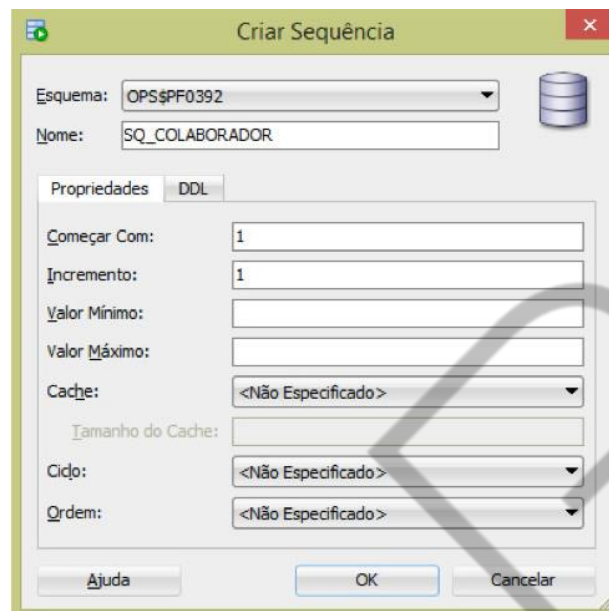 Criar Sequência
Esquema: OPS$PF0392
Nome: SQ_COLABORADOR
Propriedades DDL
Começar Com: 1
Incremento: 1
Valor Mínimo:
Valor Máximo:
Cache: <Não Especificado>
Tamanho do Cache:
Ciclo: <Não Especificado>
Ordem: <Não Especificado>
Ajuda OK Cancelar